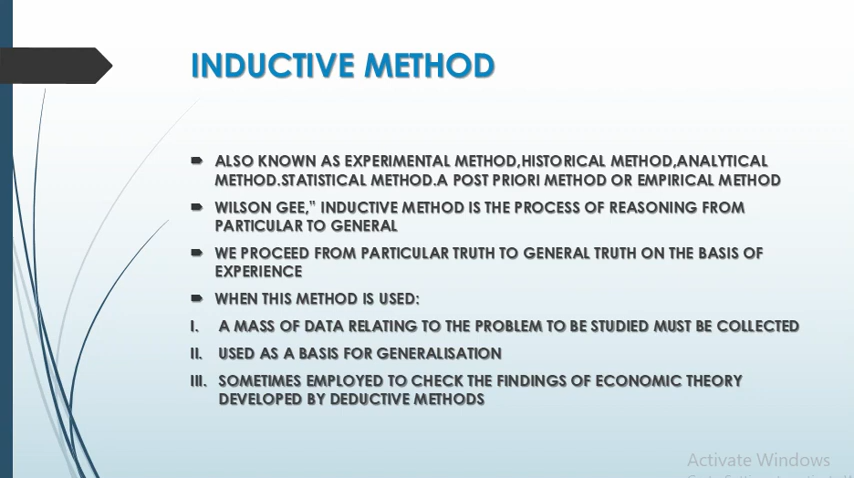 INDUCTIVE METHOD
ALSO KNOWN AS EXPERIMENTAL METHOD,HISTORICAL METHOD,ANALYTICAL
METHOD.STATISTICAL METHOD.A POST PRIORI METHOD OR EMPIRICAL METHOD
WILSON GEE," INDUCTIVE METHOD IS THE PROCESS OF REASONING FROM
PARTICULAR TO GENERAL
WE PROCEED FROM PARTICULAR TRUTH TO GENERAL TRUTH ON THE BASIS OF
EXPERIENCE
WHEN THIS METHOD IS USED:
I. A MASS OF DATA RELATING TO THE PROBLEM TO BE STUDIED MUST BE COLLECTED
II. USED AS A BASIS FOR GENERALISATION
III. SOMETIMES EMPLOYED TO CHECK THE FINDINGS OF ECONOMIC THEORY
DEVELOPED BY DEDUCTIVE METHODS
Activate Windows